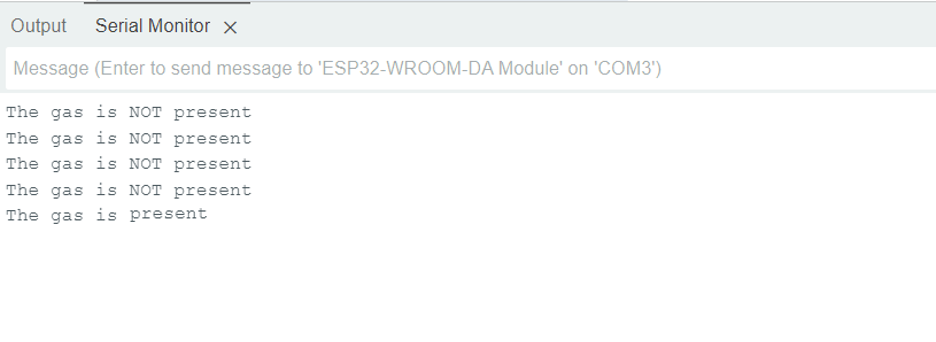 Output Serial Monitor
Message (Enter to send message to 'ESP32-WROOM-DA Module' on 'COM3')
The gas is NOT present
The gas is NOT present
The gas is NOT present
The gas is NOT present
The gas is present